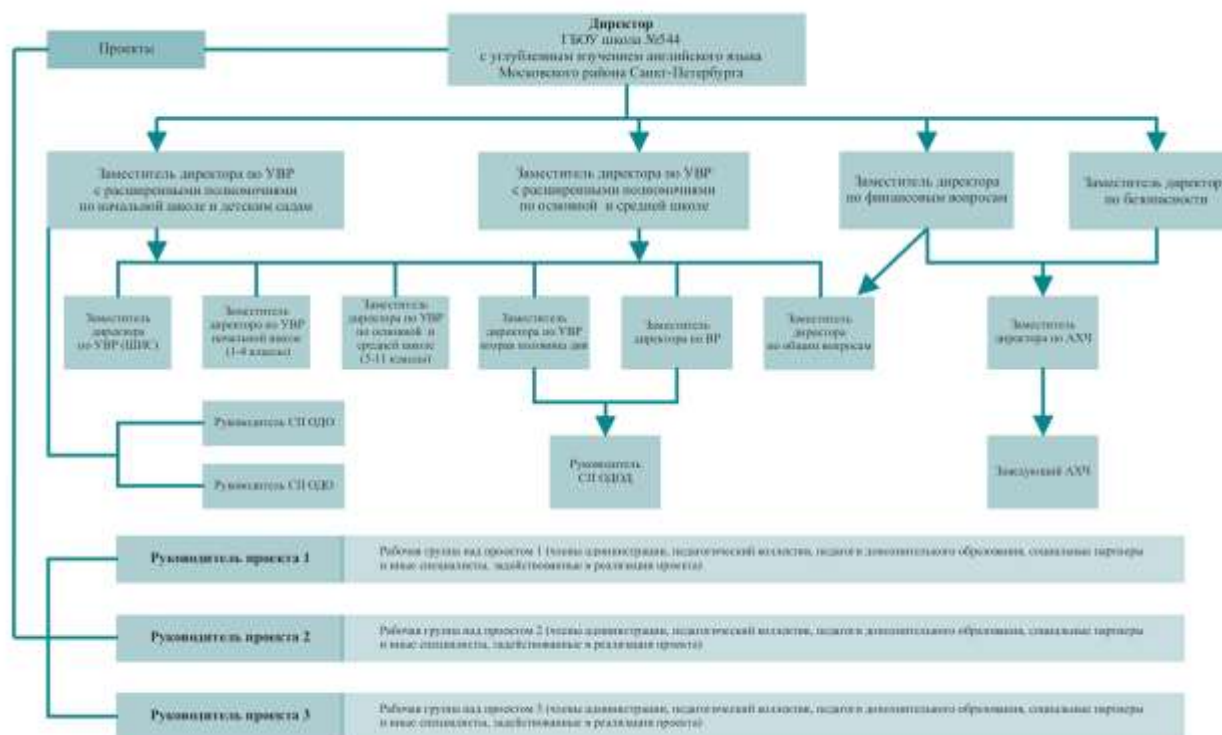 Директор
ГБОУ школа №544
с углубленным изучением английского языка
Московского района Санкт-Петербурга
Проекты
Заместитель директора по УВР
с расширенными полномочиями
по начальной школе и детским садам
Заместитель директора по УВР
с расширенными полномочиями
по основной и средней школе
Заместитель директора
по финансовым вопросам
Заместитель директор
по безопасности
Заместитель
директора
по УВР (ШИС)
Заместитель
директоро по УВР
начальной школе
(1-4 классы)
Заместитель
директора по УВР
по основной и
средней школе
(5-11 классы)
Заместитель
директора по УВР
вторая половина дня
Заместитель
директора по ВР
Заместитель
директора
по общим вопросам
Заместитель
директора по АХЧ
Руководитель СП ОДО
Руководитель СП ОДО
Руководитель
СП ОДОД
Заведующий АХЧ
Руководитель проекта 1
Рабочая группа над проектом 1 (члены администрации, педагогический коллектив, педагоги дополнительного образования, социальные партнеры
и иные специалисты, задействованные в реализации проекта)
Руководитель проекта 2
Рабочая группа над проектом 2 (члены администрации, педагогический коллектив, педагоги дополнительного образования, социальные партнеры
и иные специалисты, задействованные в реализации проекта)
Руководитель проекта 3
Рабочая группа над проектом 3 (члены администрации, педагогический коллектив, педагоги дополнительного образования, социальные партнеры
и иные специалисты, задействованные в реализации проекта)